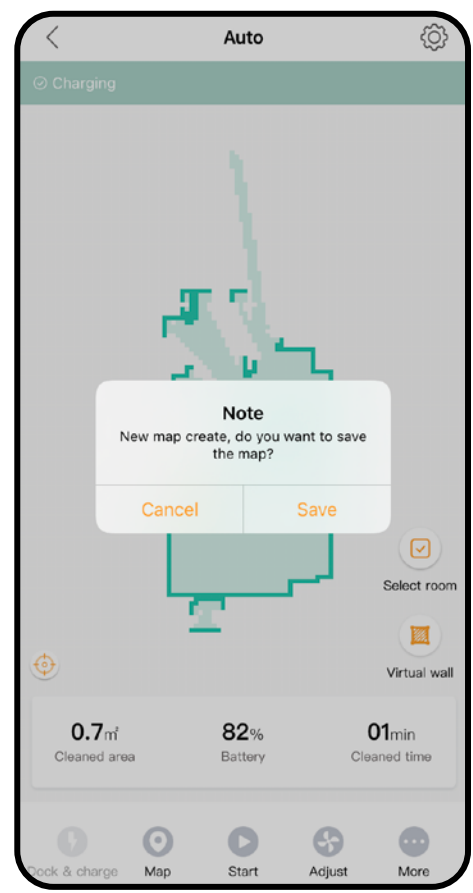 Auto
Charging
Note
New map create, do you want to save
the map?
Cancel Save
Select room
Virtual wall
0.7㎡ 82% 01min
Cleaned area Battery Cleaned time
Dock & charge Map Start Adjust More